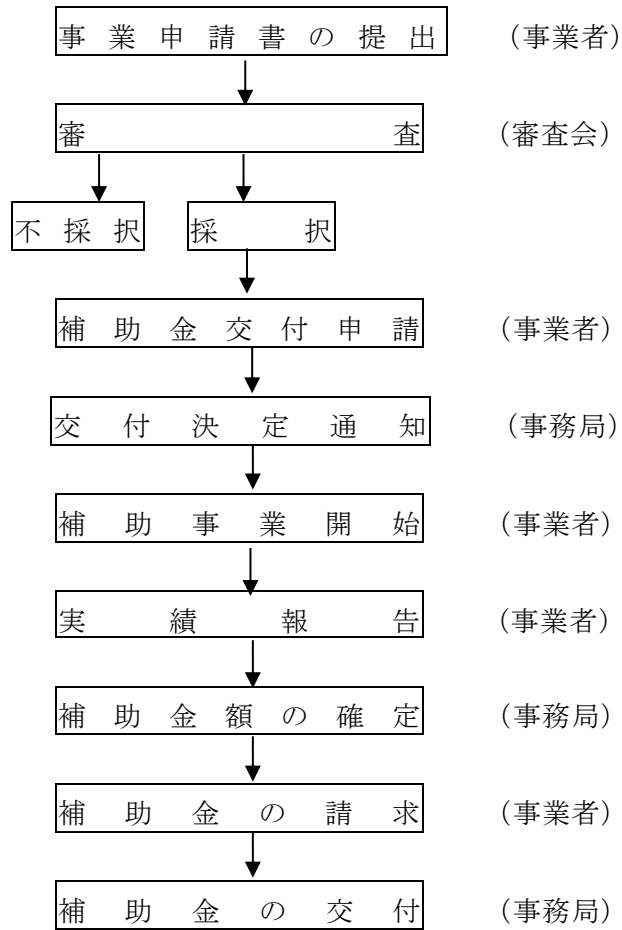 事業申請書の提出 （事業者）
審査 （審査会）
不採択 採択
補助金交付申請 （事業者）
交付決定通知 （事務局）
補助事業開始 （事業者）
実績報告 （事業者）
補助金額の確定 （事務局）
補助金の請求 （事業者）
補助金の交付 （事務局）